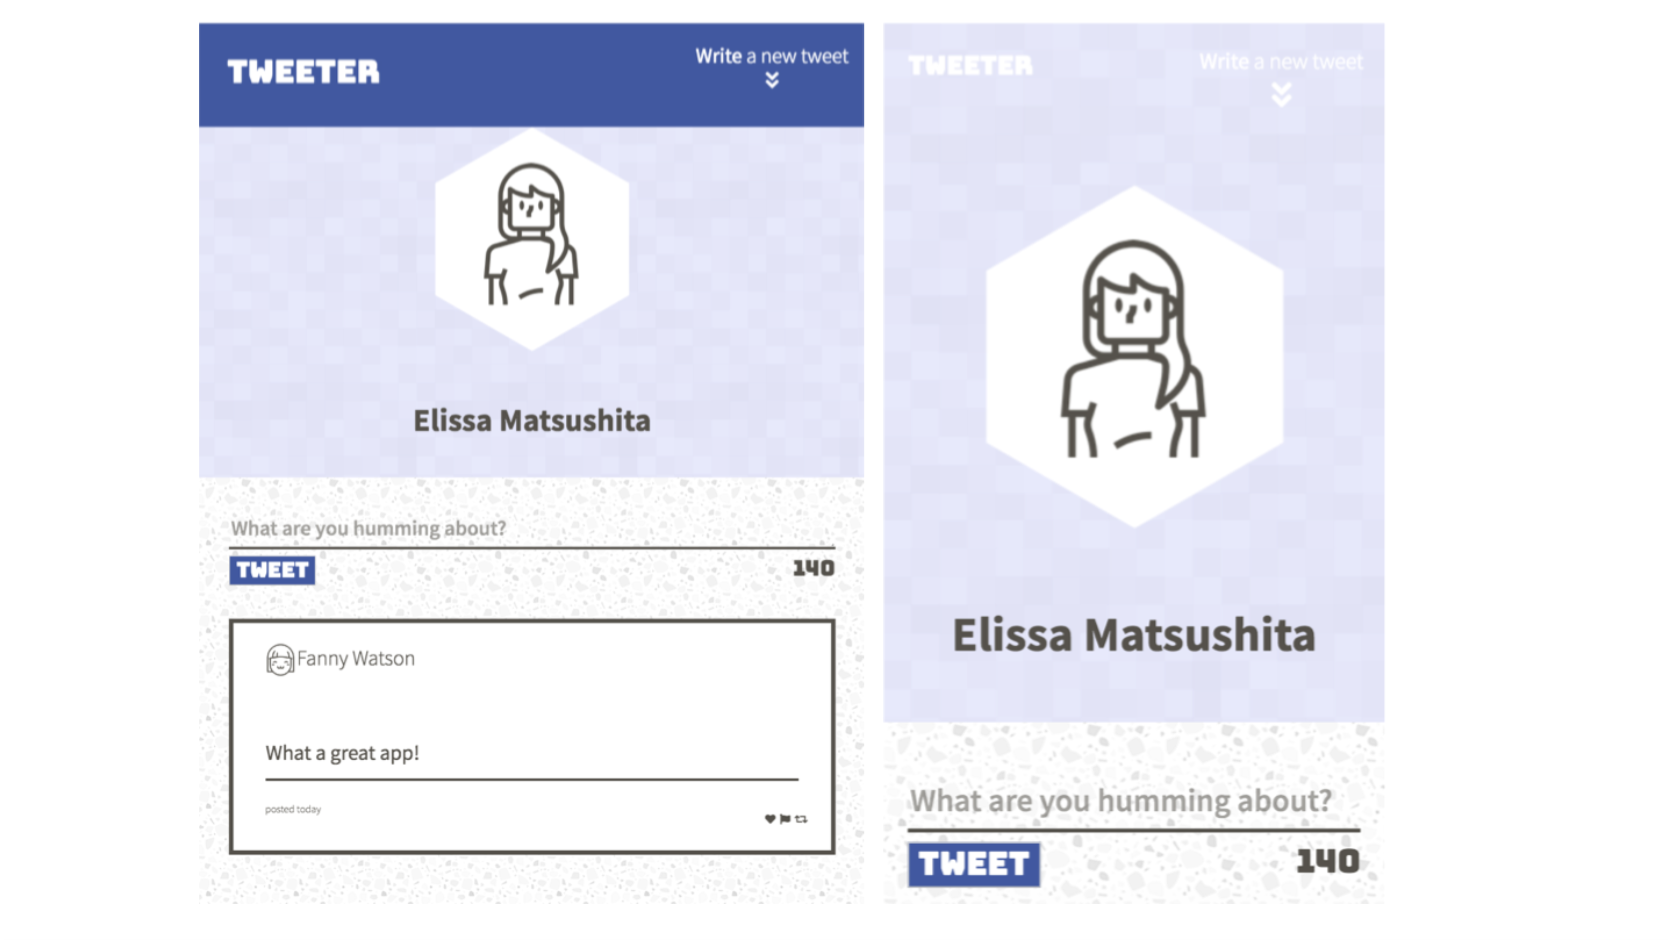 TWEETER
Write a new tweet
Elissa Matsushita
What are you humming about?
TWEET
140
Fanny Watson
What a great app!
posted today
TWEETER
Write a new tweet
Elissa Matsushita
What are you humming about?
TWEET
140